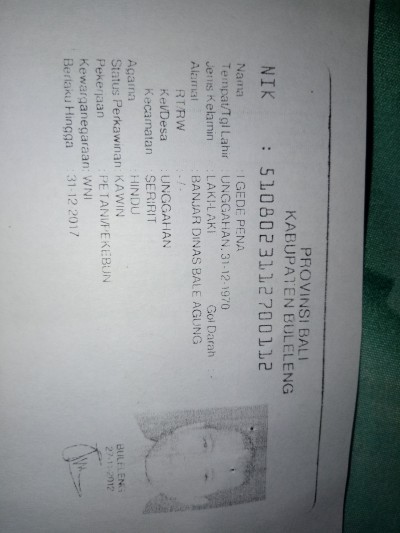 PROVINSI BALI
KABUPATEN BULELENG
NIK : 5108023112700112
Nama : I GEDE PENA
Tempat/Tgl Lahir : UNGGAHAN, 31-12-1970
Jenis Kelamin : LAKI-LAKI Gol Darah : -
Alamat : BANJAR DINAS BALE AGUNG
RT/RW : - / -
Kel/Desa : UNGGAHAN
Kecamatan : SERIRIT
Agama : HINDU
Status Perkawinan : KAWIN
Pekerjaan : PETANI/PEKEBUN
Kewarganegaraan: WNI
Berlaku Hingga : 31-12-2017
BULELENG
27-11-2012